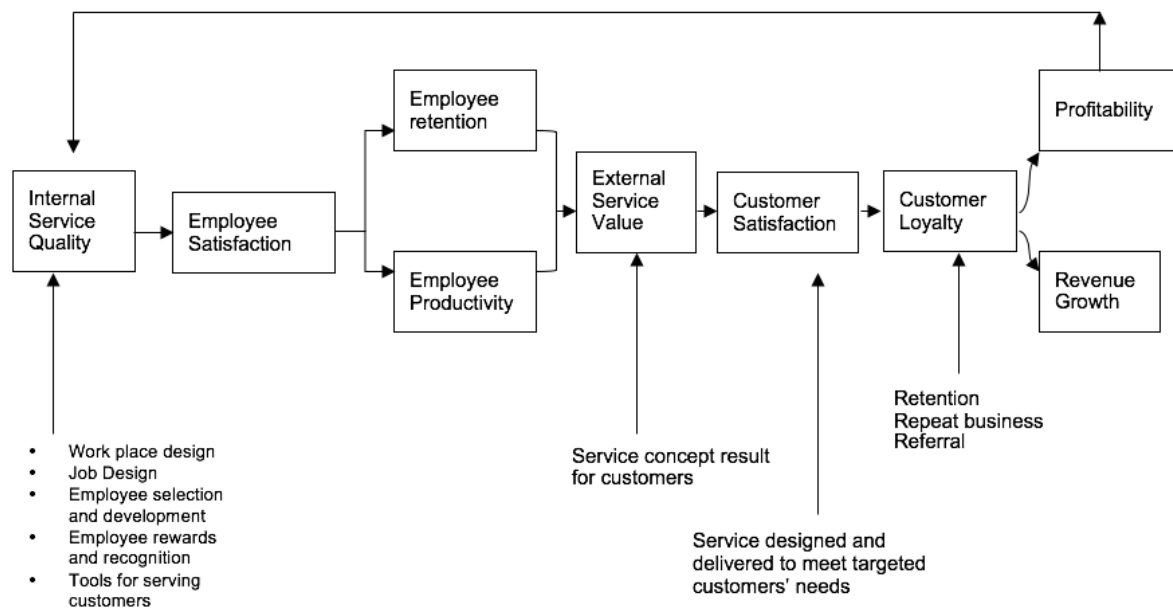 Employee
retention
Profitability
Internal
Service
Quality
Employee
Satisfaction
External
Service
Value
Customer
Satisfaction
Customer
Loyalty
Employee
Productivity
Revenue
Growth
• Work place design
• Job Design
• Employee selection
and development
• Employee rewards
and recognition
• Tools for serving
customers
Service concept result
for customers
Service designed and
delivered to meet targeted
customers' needs
Retention
Repeat business
Referral